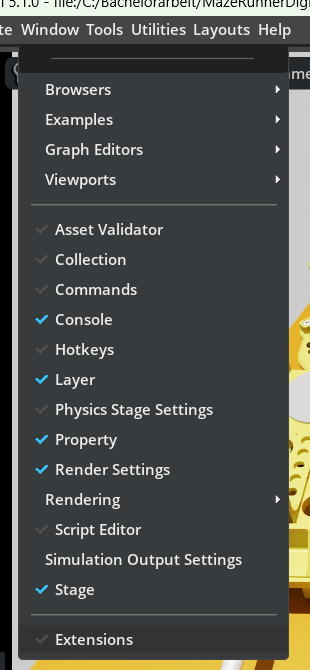 5.1.0 - file:/C:/Bachelorarbeit/MazeRunnerDigi
te Window Tools Utilities Layouts Help
Browsers
Examples
Graph Editors
Viewports
Asset Validator
Collection
Commands
Console
Hotkeys
Layer
Physics Stage Settings
Property
Render Settings
Rendering
Script Editor
Simulation Output Settings
Stage
Extensions